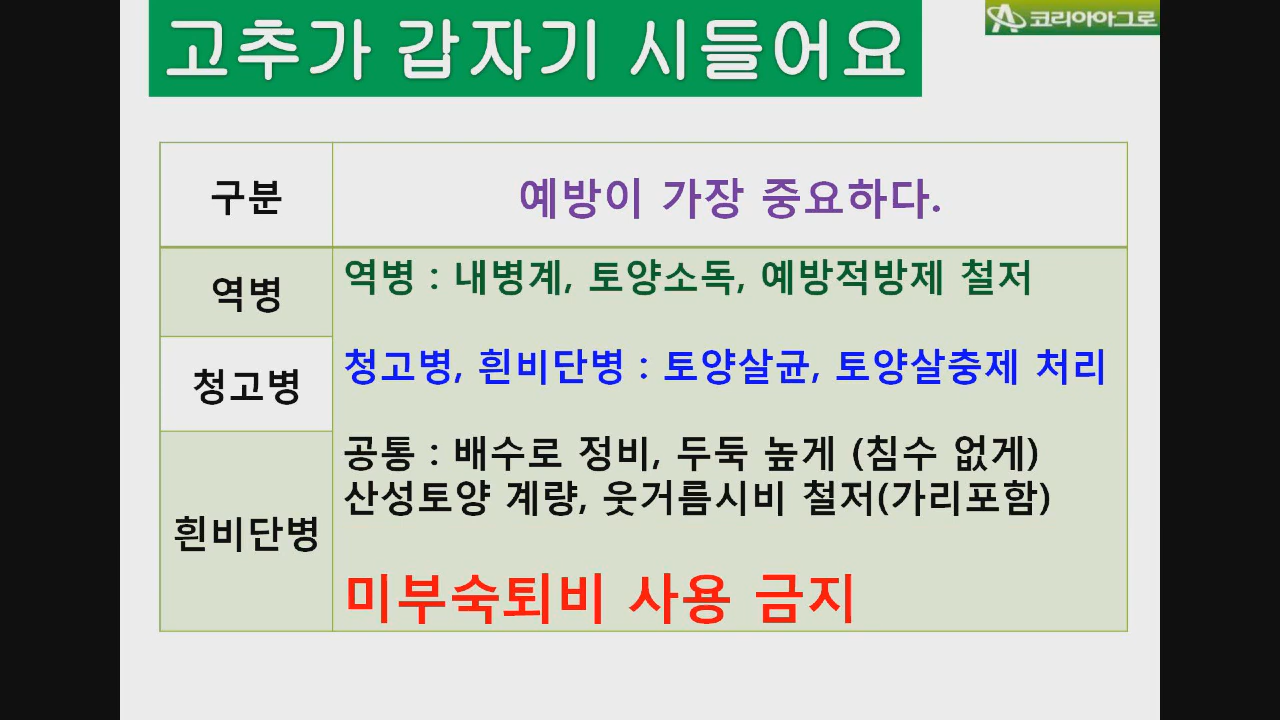 고추가 갑자기 시들어요
코리아아그로
구분
예방이 가장 중요하다.
역병
역병 : 내병계, 토양소독, 예방적방제 철저
청고병
청고병, 흰비단병 : 토양살균, 토양살충제 처리
흰비단병
공통 : 배수로 정비, 두둑 높게 (침수 없게)
산성토양 계량, 웃거름시비 철저(가리포함)
미부숙퇴비 사용 금지